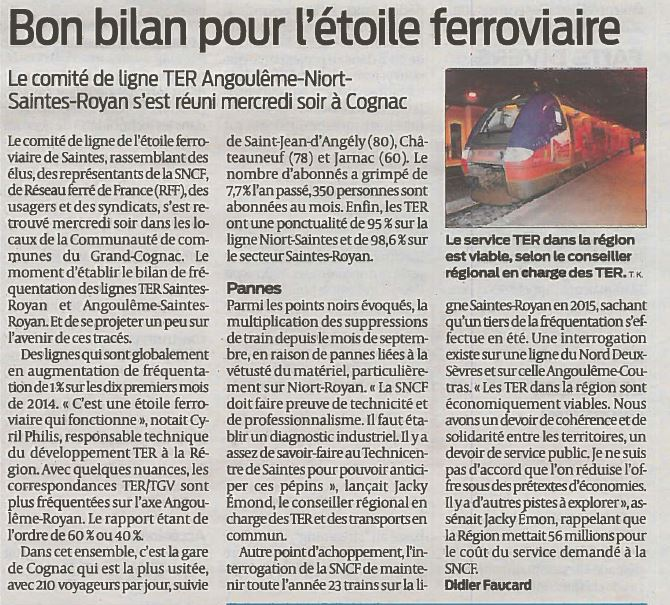 Bon bilan pour l'étoile ferroviaire
Le comité de ligne TER Angoulême-Niort-
Saintes-Royan s'est réuni mercredi soir à Cognac
Le comité de ligne de l'étoile ferro-
viaire de Saintes, rassemblant des
élus, des représentants de la SNCF,
de Réseau ferré de France (RFF), des
usagers et des syndicats, s'est re-
trouvé mercredi soir dans les lo-
caux de la Communauté de com-
munes du Grand-Cognac. Le
moment d'établir le bilan de fré-
quentation des lignes TER Saintes-
Royan et Angoulême-Saintes-
Royan. Et de se projeter un peu sur
l'avenir de ces tracés.
Des lignes qui sont globalement
en augmentation de fréquenta-
tion de 1 % sur les dix premiers mois
de 2014. « C'est une étoile ferro-
viaire qui fonctionne », notait Cy-
ril Philis, responsable technique
du développement TER à la Ré-
gion. Avec quelques nuances, les
correspondances TER/TGV sont
plus fréquentées sur l'axe Angou-
lême-Royan. Le rapport étant de
l'ordre de 60 % ou 40 %.
Dans cet ensemble, c'est la gare
de Cognac qui est la plus usitée,
avec 210 voyageurs par jour, suivie
de Saint-Jean-d'Angély (80), Châ-
teauneuf (78) et Jarnac (60). Le
nombre d'abonnés a grimpé de
7,7 % l'an passé, 350 personnes sont
abonnées au mois. Enfin, les TER
ont une ponctualité de 95 % sur la
ligne Niort-Saintes et de 98,6 % sur
le secteur Saintes-Royan.
Pannes
Parmi les points noirs évoqués, la
multiplication des suppressions
de train depuis le mois de septem-
bre, en raison de pannes liées à la
vétusté du matériel, particulière-
ment sur Niort-Royan. « La SNCF
doit faire preuve de technicité et
de professionnalisme. Il faut éta-
blir un diagnostic industriel. Il y a
assez de savoir-faire au Technicen-
tre de Saintes pour pouvoir antici-
per ces pépins », lançait Jacky
Émond, le conseiller régional en
charge des TER et des transports en
commun.
Autre point d'achoppement, l'in-
terrogation de la SNCF de mainte-
nir toute l'année 23 trains sur la li-
Le service TER dans la région
est viable, selon le conseiller
régional en charge des TER. T. K.
gne Saintes-Royan en 2015, sachant
qu'un tiers de la fréquentation s'ef-
fectue en été. Une interrogation
existe sur une ligne du Nord Deux-
Sèvres et sur celle Angoulême-Cou-
tras. « Les TER dans la région sont
économiquement viables. Nous
avons un devoir de cohérence et de
solidarité entre les territoires, un
devoir de service public. Je ne suis
pas d'accord que l'on réduise l'of-
fre sous des prétextes d'économies.
Il y a d'autres pistes à explorer », as-
sénait Jacky Émon, rappelant que
la Région mettait 56 millions pour
le coût du service demandé à la
SNCF.
Didier Faucard